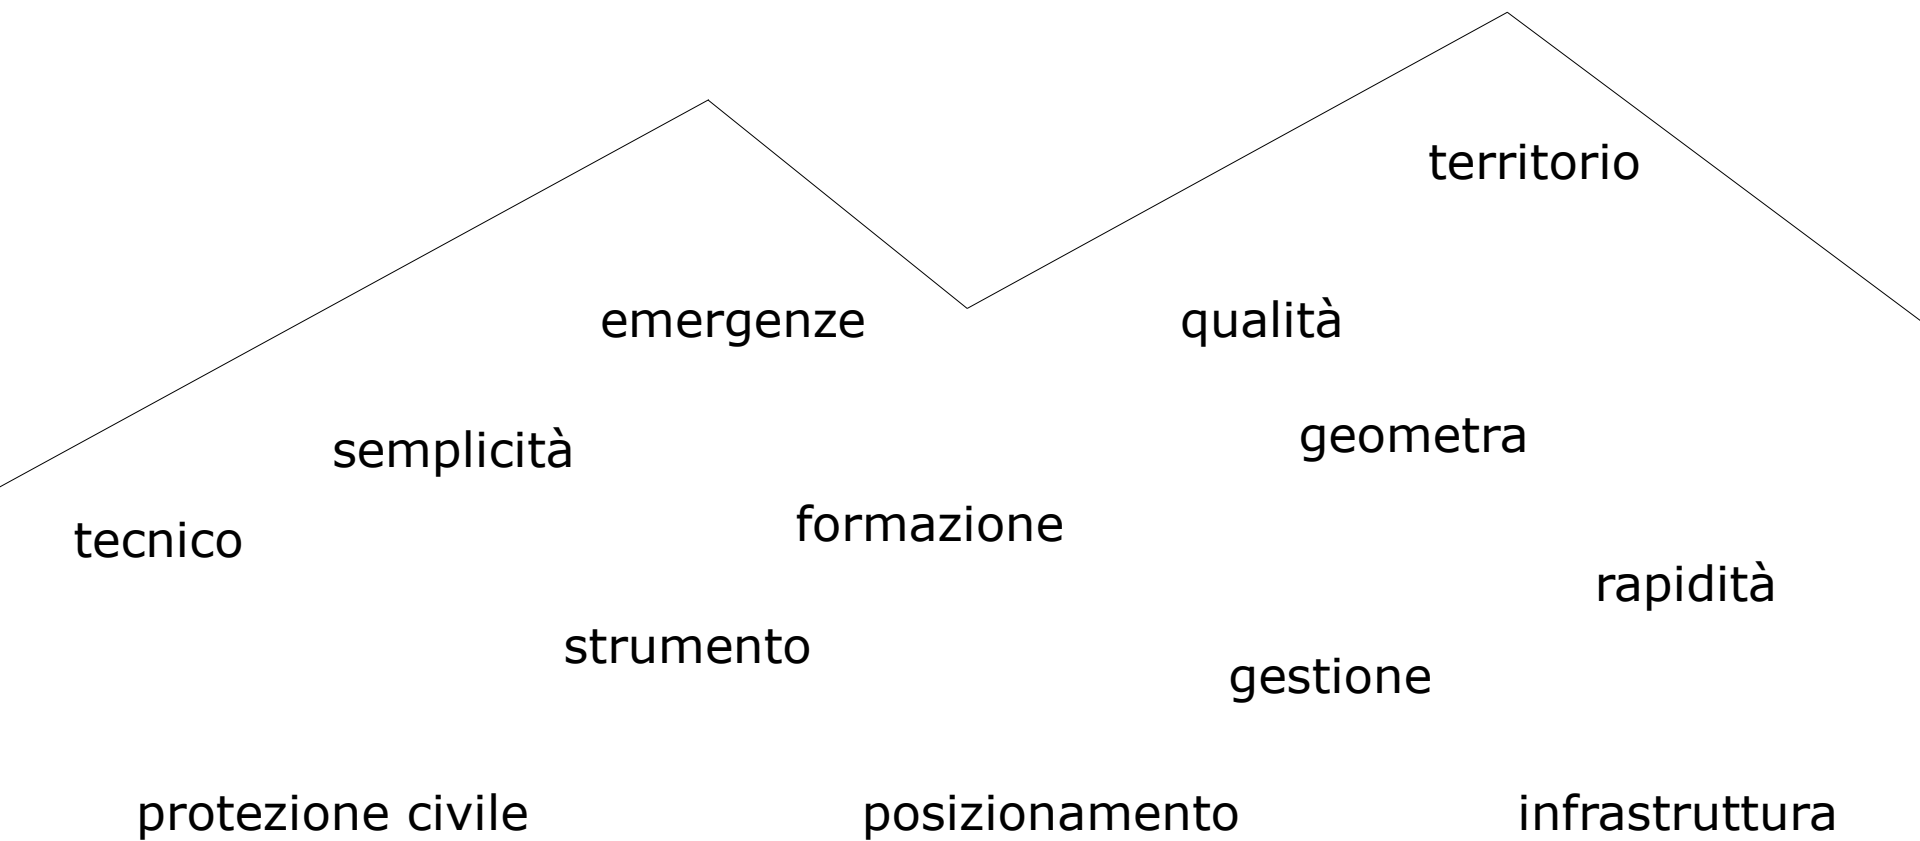 territorio
emergenze
qualità
semplicità
geometra
tecnico
formazione
rapidità
strumento
gestione
protezione civile
posizionamento
infrastruttura